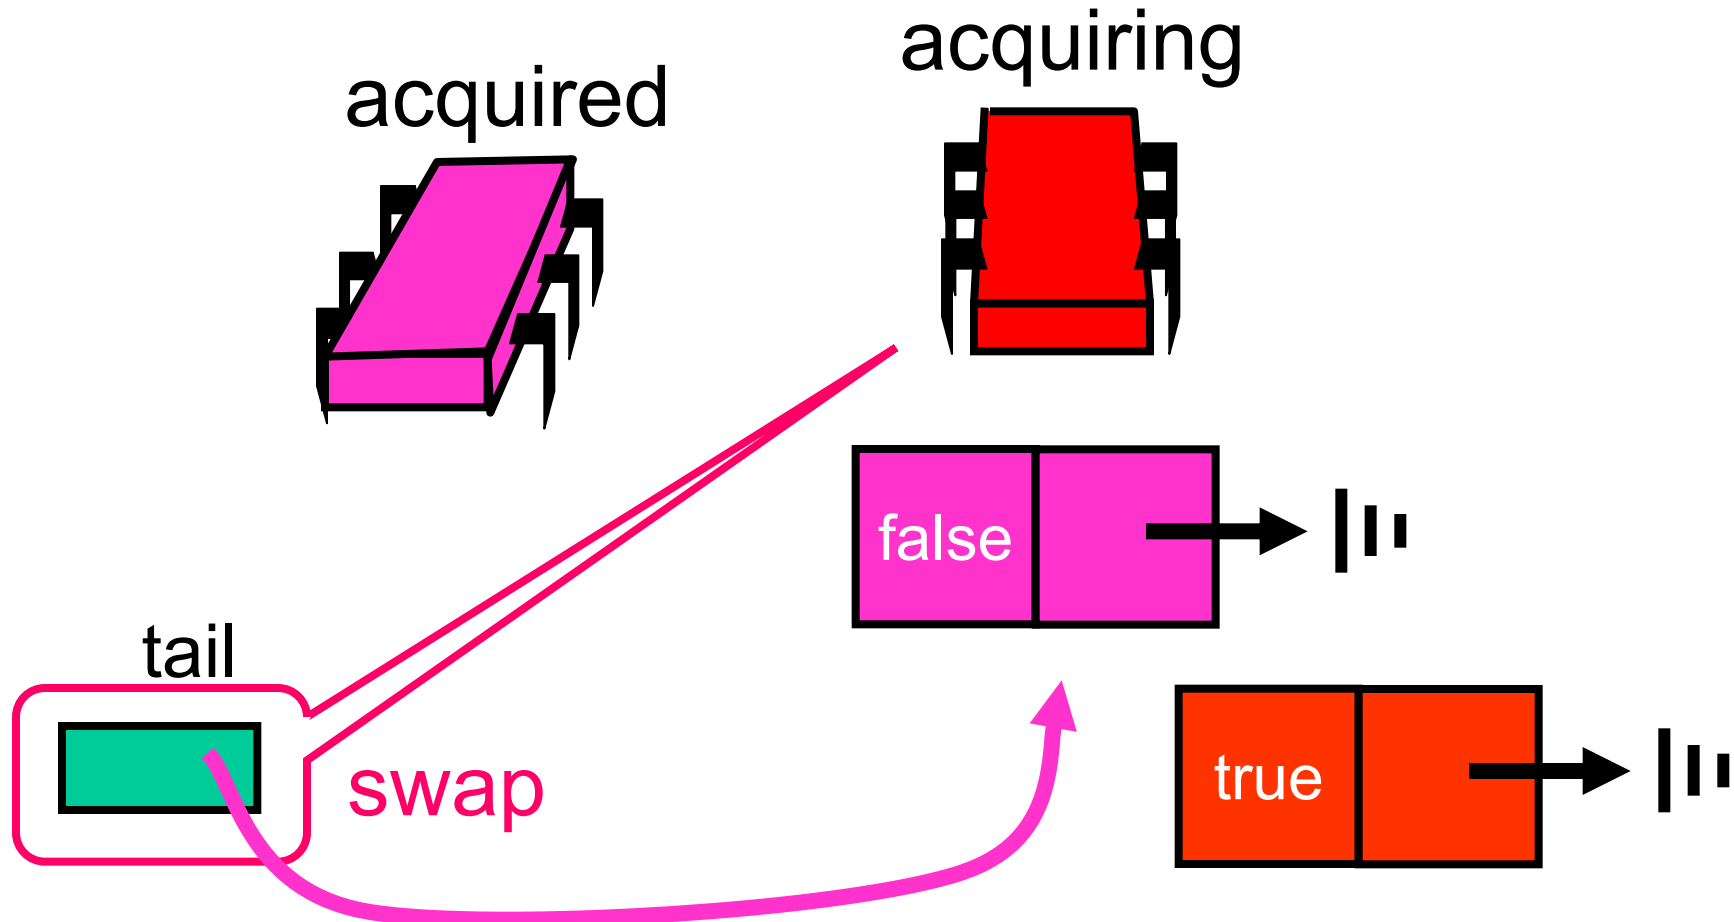 acquiring
acquired
false
tail
true
swap